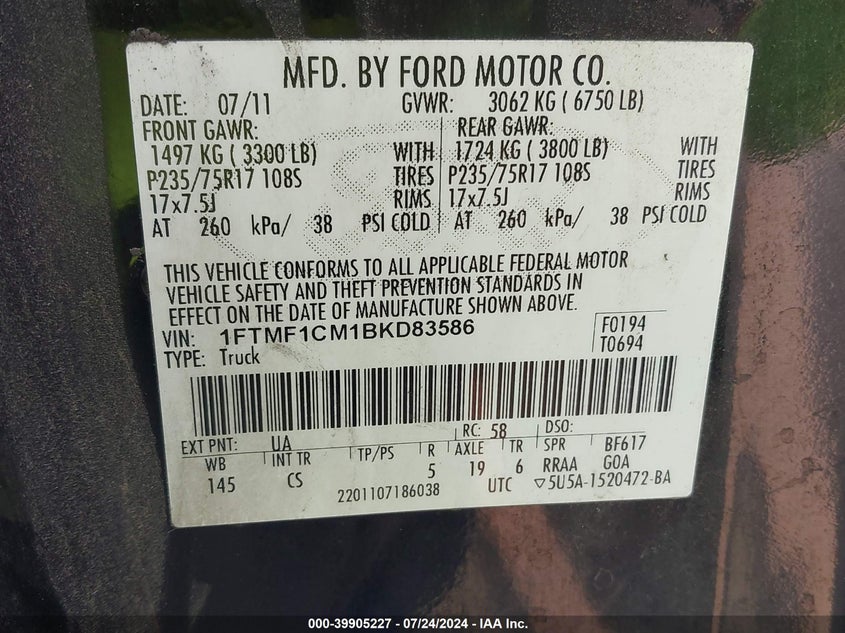 MFD. BY FORD MOTOR CO.
DATE: 07/11 GVWR: 3062 KG ( 6750 LB)
FRONT GAWR: REAR GAWR:
1497 KG ( 3300 LB) WITH 1724 KG ( 3800 LB) WITH
P235/75R17 108S TIRES P235/75R17 108S TIRES
17x7.5J RIMS 17x7.5J RIMS
AT 260 kPa/ 38 PSI COLD AT 260 kPa/ 38 PSI COLD
THIS VEHICLE CONFORMS TO ALL APPLICABLE FEDERAL MOTOR
VEHICLE SAFETY AND THEFT PREVENTION STANDARDS IN
EFFECT ON THE DATE OF MANUFACTURE SHOWN ABOVE.
VIN: 1FTMF1CM1BKD83586 F0194
TYPE: Truck T0694
EXT PNT: UA RC: 58 DSO:
WB INT TR TP/PS R AXLE TR SPR BF617
145 CS 5 19 6 RRAA GOA
2201107186038 UTC ▽5U5A-1520472-BA
000-39905227 - 07/24/2024 - IAA Inc.